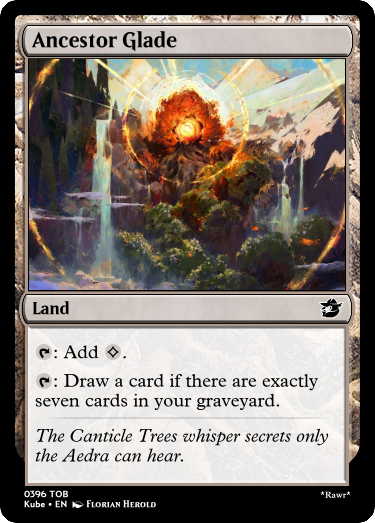 Ancestor Glade
Land
: Add .
: Draw a card if there are exactly
seven cards in your graveyard.
The Canticle Trees whisper secrets only
the Aedra can hear.
0396 TOB
Kube • EN Florian Herold
*Rawr*